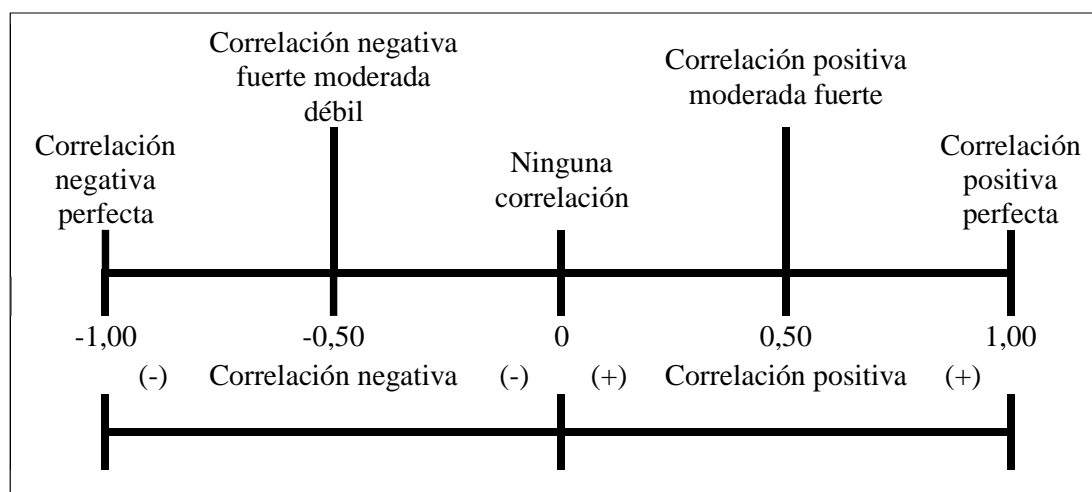 Correlación negativa
fuerte moderada
débil
Correlación positiva
moderada fuerte
Correlación
negativa
perfecta
Ninguna
correlación
Correlación
positiva
perfecta
-1,00 -0,50 0 0,50 1,00
(-) Correlación negativa (-) (+) Correlación positiva (+)